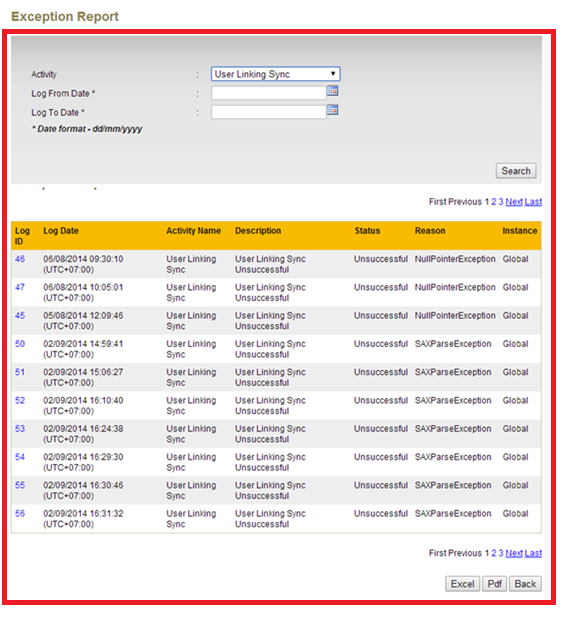 Exception Report
Activity : User Linking Sync
Log From Date * :
Log To Date * :
* Date format - dd/mm/yyyy
Search
First Previous 1 2 3 Next Last
Log ID Log Date Activity Name Description Status Reason Instance
46 06/08/2014 09:30:10 (UTC+07:00) User Linking Sync User Linking Sync Unsuccessful Unsuccessful NullPointerException Global
47 06/08/2014 10:05:01 (UTC+07:00) User Linking Sync User Linking Sync Unsuccessful Unsuccessful NullPointerException Global
45 05/08/2014 12:09:46 (UTC+07:00) User Linking Sync User Linking Sync Unsuccessful Unsuccessful NullPointerException Global
50 02/09/2014 14:59:41 (UTC+07:00) User Linking Sync User Linking Sync Unsuccessful Unsuccessful SAXParseException Global
51 02/09/2014 15:06:27 (UTC+07:00) User Linking Sync User Linking Sync Unsuccessful Unsuccessful SAXParseException Global
52 02/09/2014 16:10:40 (UTC+07:00) User Linking Sync User Linking Sync Unsuccessful Unsuccessful SAXParseException Global
53 02/09/2014 16:24:38 (UTC+07:00) User Linking Sync User Linking Sync Unsuccessful Unsuccessful SAXParseException Global
54 02/09/2014 16:29:30 (UTC+07:00) User Linking Sync User Linking Sync Unsuccessful Unsuccessful SAXParseException Global
55 02/09/2014 16:30:46 (UTC+07:00) User Linking Sync User Linking Sync Unsuccessful Unsuccessful SAXParseException Global
56 02/09/2014 16:31:32 (UTC+07:00) User Linking Sync User Linking Sync Unsuccessful Unsuccessful SAXParseException Global
First Previous 1 2 3 Next Last
Excel Pdf Back